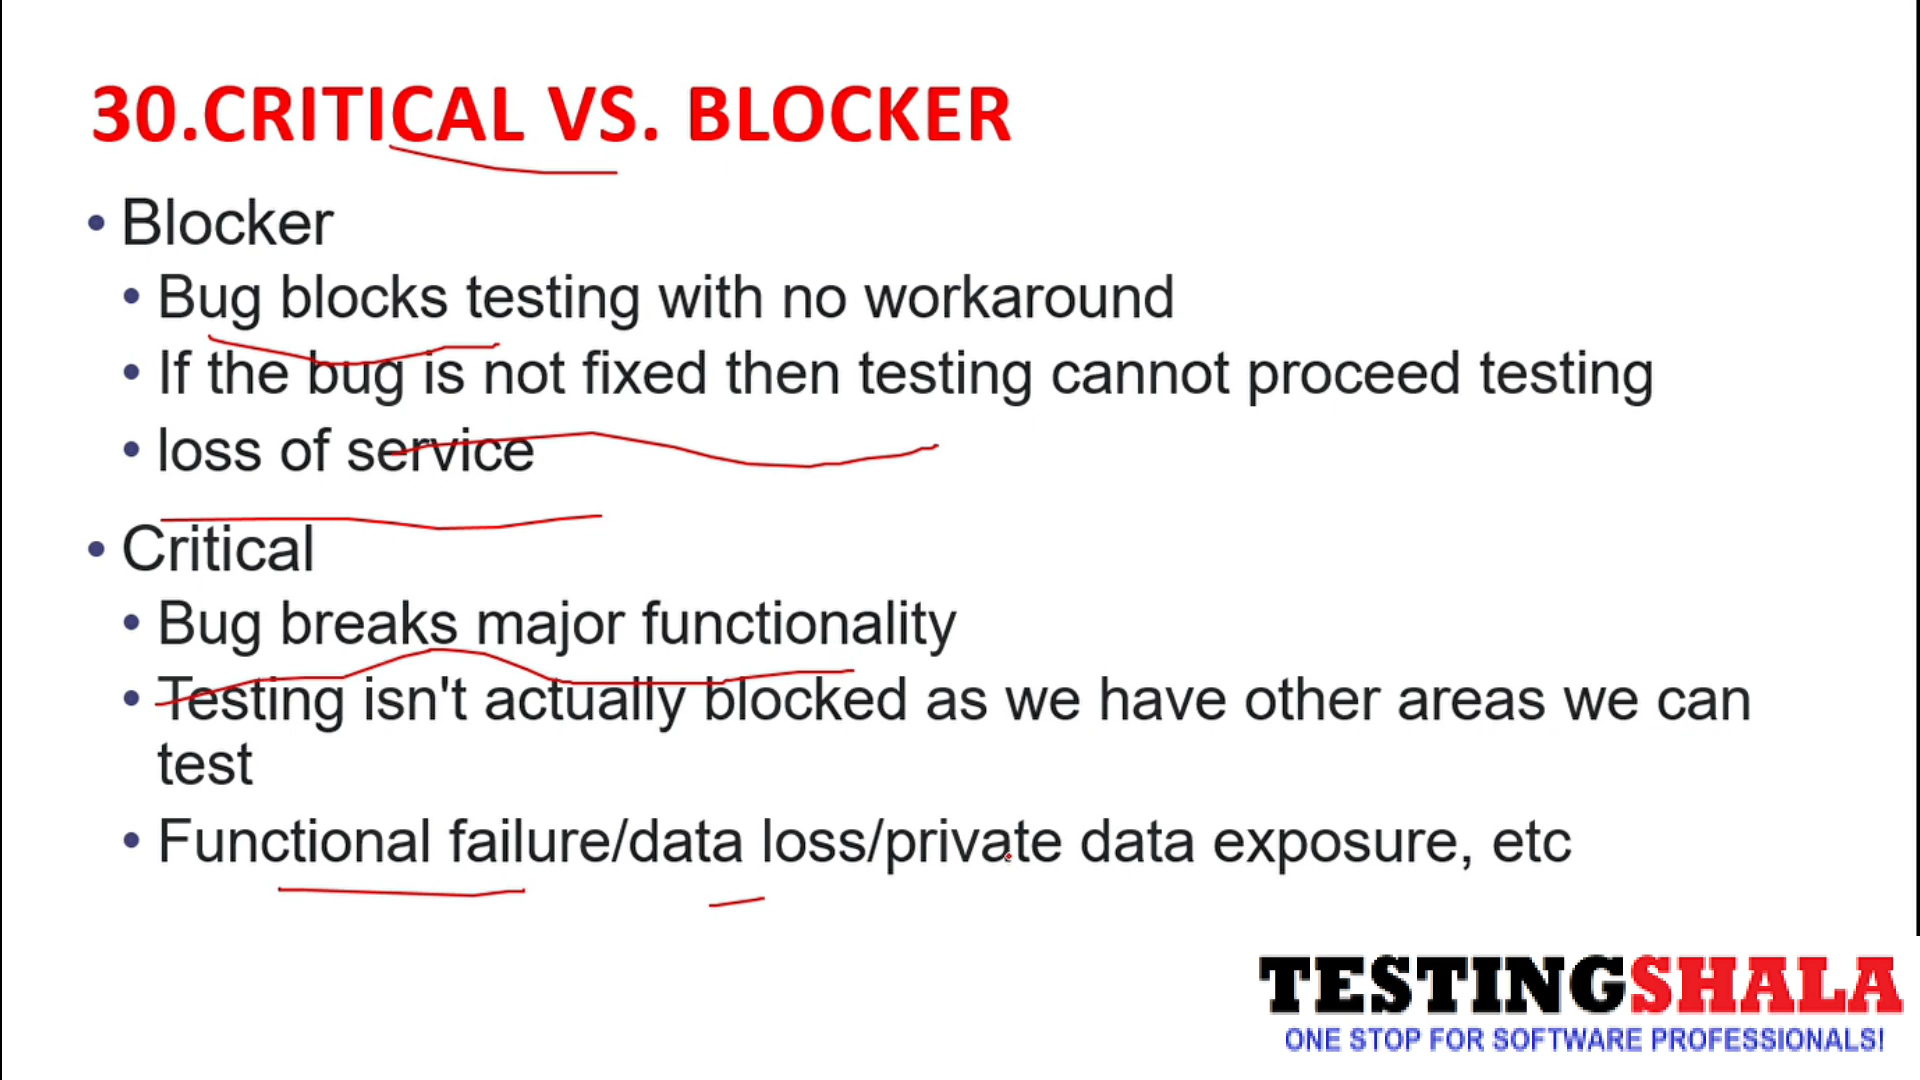 30.CRITICAL VS. BLOCKER
• Blocker
• Bug blocks testing with no workaround
• If the bug is not fixed then testing cannot proceed testing
• loss of service
• Critical
• Bug breaks major functionality
• Testing isn't actually blocked as we have other areas we can
test
• Functional failure/data loss/private data exposure, etc
TESTINGSHALA
ONE STOP FOR SOFTWARE PROFESSIONALS!